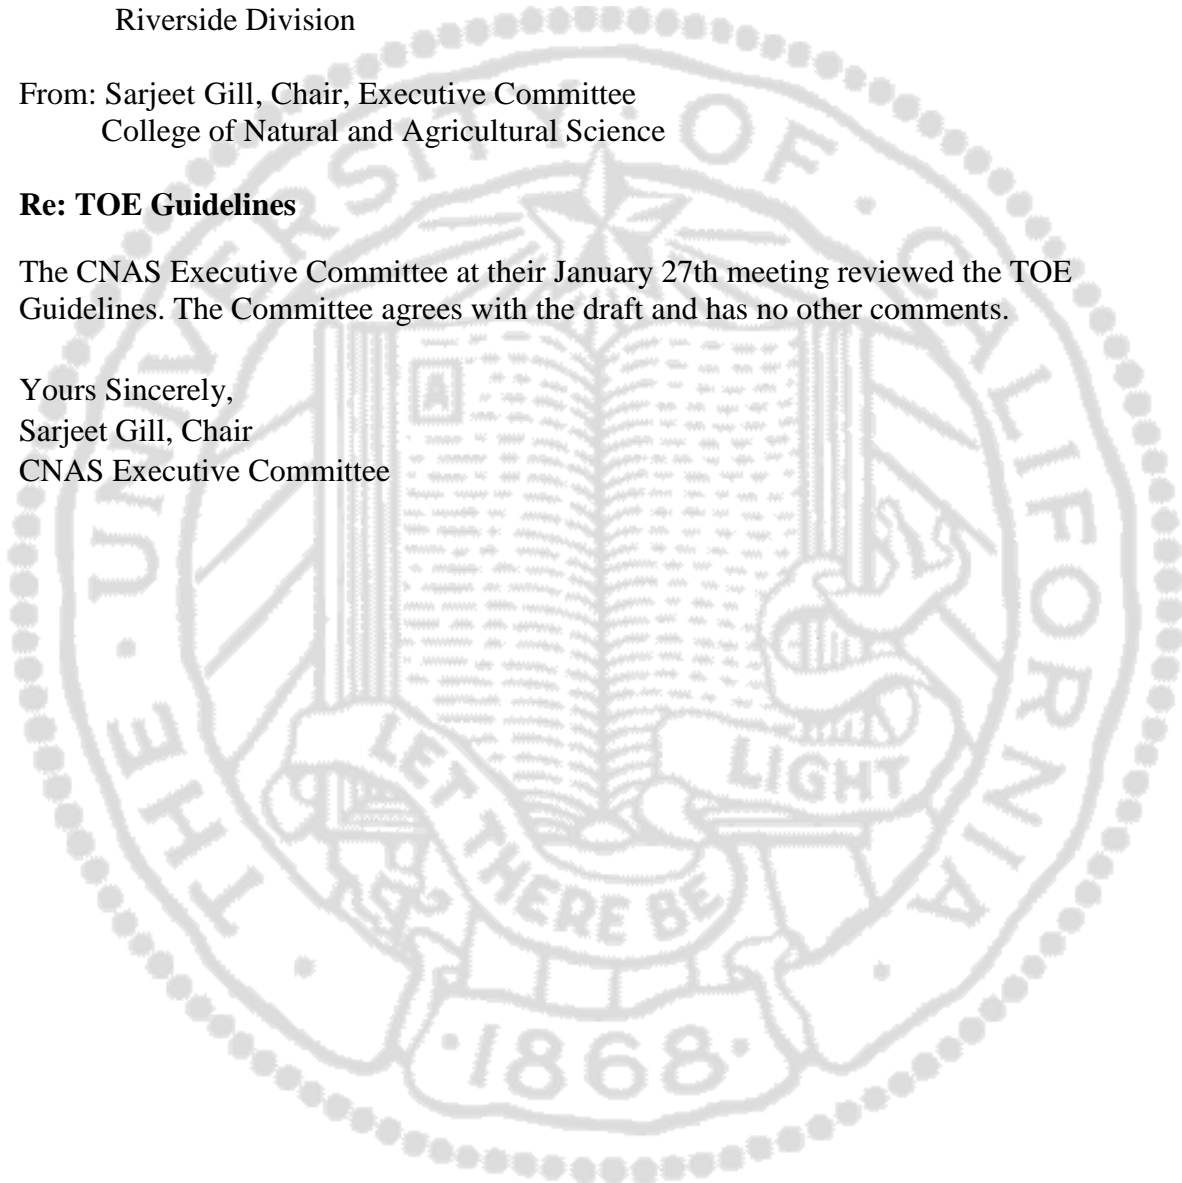 Riverside Division
From: Sarjeet Gill, Chair, Executive Committee
College of Natural and Agricultural Science
Re: TOE Guidelines
The CNAS Executive Committee at their January 27th meeting reviewed the TOE
Guidelines. The Committee agrees with the draft and has no other comments.
Yours Sincerely,
Sarjeet Gill, Chair
CNAS Executive Committee
THE · UNIVERSITY · OF · CALIFORNIA
A
LET THERE BE LIGHT
·1868·